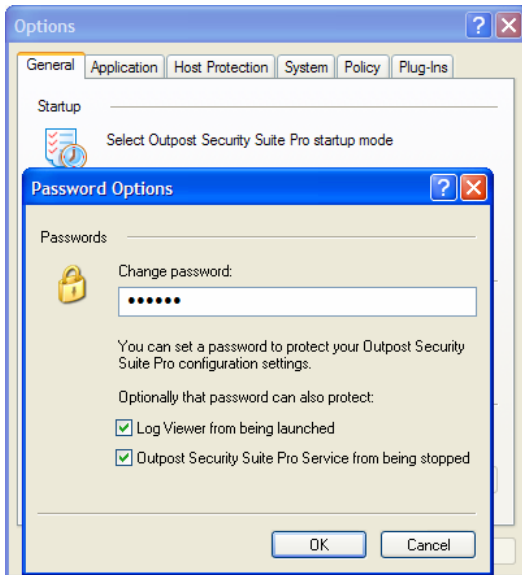 Options
General Application Host Protection System Policy Plug-Ins
Startup
Select Outpost Security Suite Pro startup mode
Password Options
Passwords
Change password:
••••••
You can set a password to protect your Outpost Security
Suite Pro configuration settings.
Optionally that password can also protect:
Log Viewer from being launched
Outpost Security Suite Pro Service from being stopped
OK Cancel